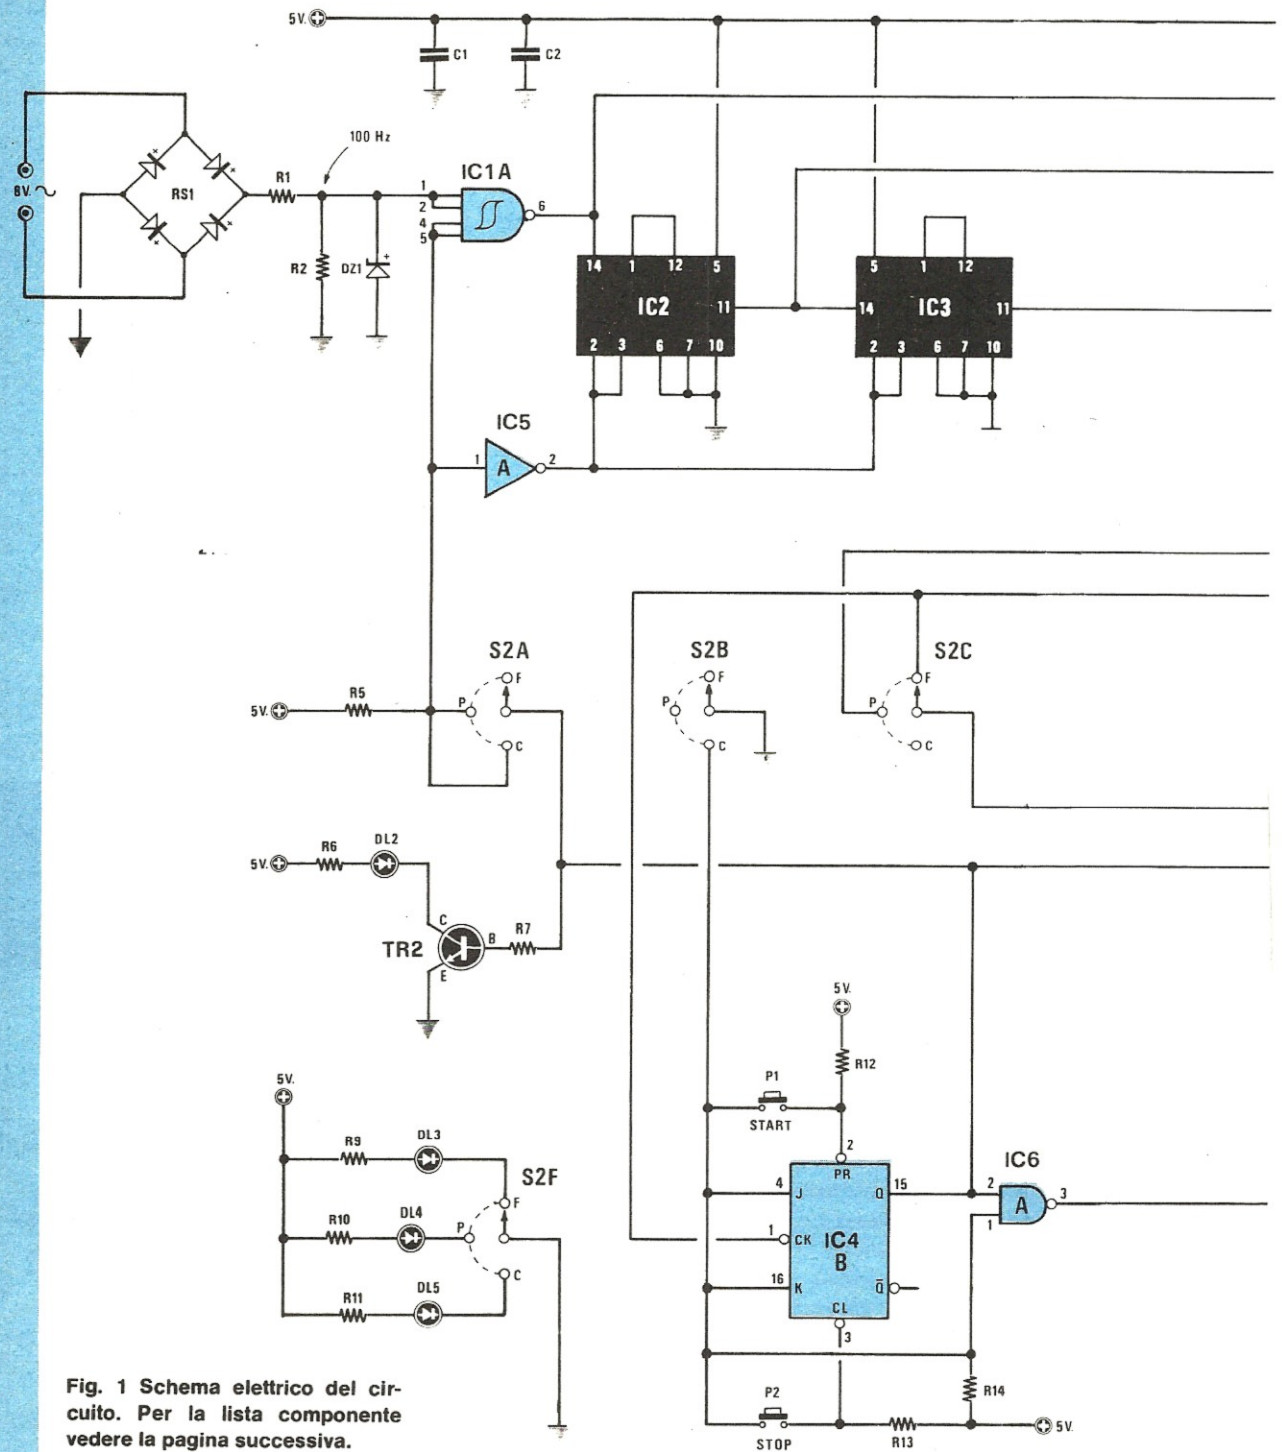 5V.
C1
C2
100 Hz
8V.
RS1
R1
R2
DZ1
IC1A
1
2
4
5
6
14
1
12
5
IC2
11
2
3
6
7
10
5
1
12
14
IC3
11
2
3
6
7
10
IC5
1
A
2
S2A
F
P
C
S2B
F
P
C
S2C
F
P
C
5V.
R5
5V.
R6
DL2
C
TR2
B
E
R7
5V.
R12
P1
START
5V.
R9
DL3
S2F
R10
DL4
F
P
C
R11
DL5
2
PR
4
J
Q
15
1
CK
IC4
B
16
K
Q̄
CL
3
IC6
2
1
A
3
R14
P2
STOP
R13
5V.
Fig. 1 Schema elettrico del cir-
cuito. Per la lista componente
vedere la pagina successiva.